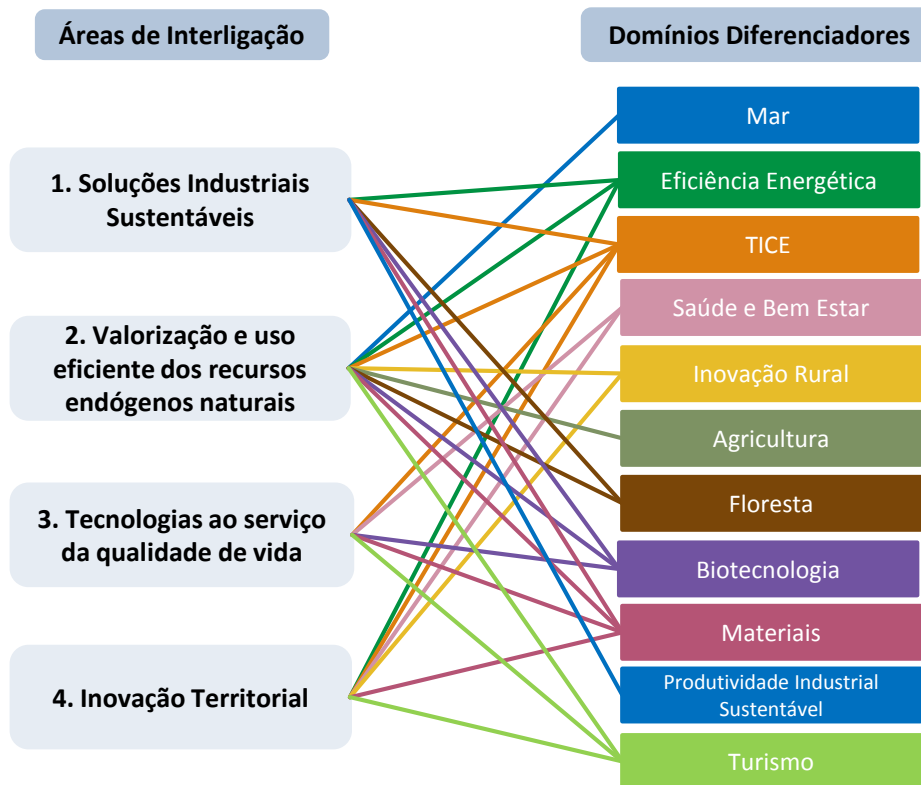 Áreas de Interligação
Domínios Diferenciadores
1. Soluções Industriais
Sustentáveis
2. Valorização e uso
eficiente dos recursos
endógenos naturais
3. Tecnologias ao serviço
da qualidade de vida
4. Inovação Territorial
Mar
Eficiência Energética
TICE
Saúde e Bem Estar
Inovação Rural
Agricultura
Floresta
Biotecnologia
Materiais
Produtividade Industrial
Sustentável
Turismo